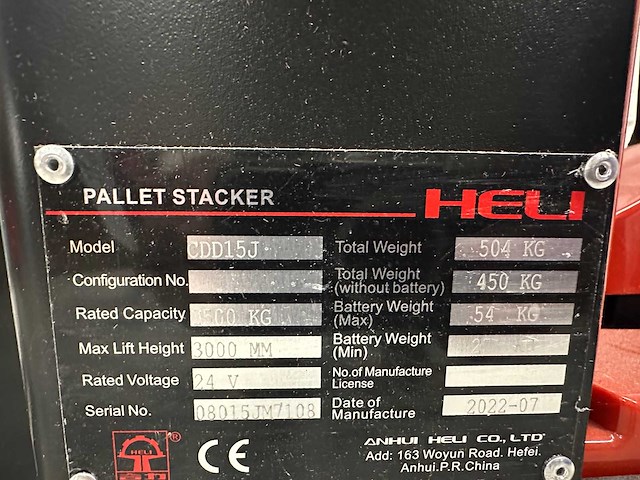 PALLET STACKER HELI
Model CDD15J Total Weight 504 KG
Configuration No. Total Weight (without battery) 450 KG
Rated Capacity KG Battery Weight (Max) 54 KG
Max Lift Height 3000 MM Battery Weight (Min)
Rated Voltage 24 V No.of Manufacture License
Serial No. 08015JM7108 Date of Manufacture 2022-07
HELI ® CE ANHUI HELI CO., LTD
合力 Add: 163 Woyun Road. Hefei.
Anhui.P.R.China